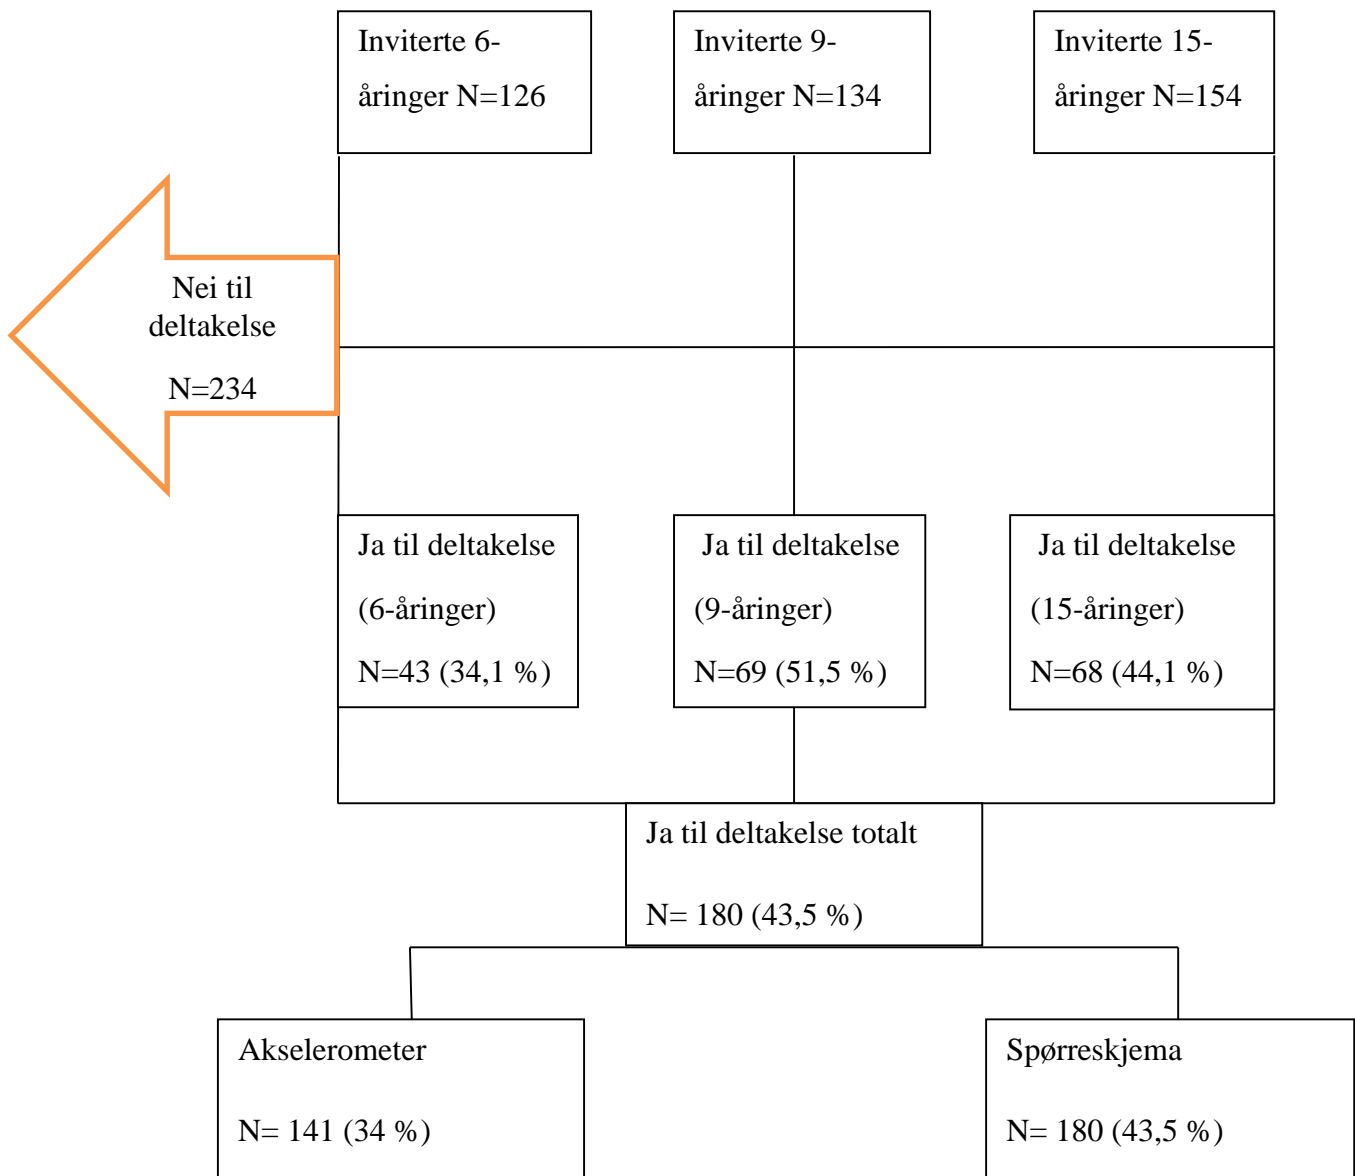 Inviterte 6-
åringer N=126
Inviterte 9-
åringer N=134
Inviterte 15-
åringer N=154
Nei til
deltakelse
N=234
Ja til deltakelse
(6-åringer)
N=43 (34,1 %)
Ja til deltakelse
(9-åringer)
N=69 (51,5 %)
Ja til deltakelse
(15-åringer)
N=68 (44,1 %)
Ja til deltakelse totalt
N= 180 (43,5 %)
Akselerometer
N= 141 (34 %)
Spørreskjema
N= 180 (43,5 %)